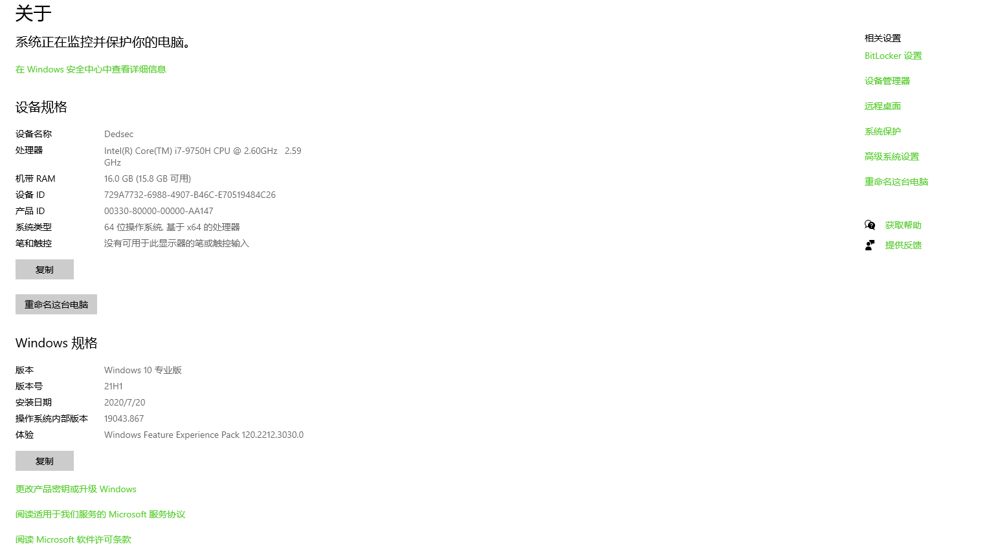 关于
系统正在监控并保护你的电脑。
在 Windows 安全中心中查看详细信息
设备规格
设备名称 Dedsec
处理器 Intel(R) Core(TM) i7-9750H CPU @ 2.60GHz 2.59
GHz
机带 RAM 16.0 GB (15.8 GB 可用)
设备 ID 729A7732-6988-4907-B46C-E70519484C26
产品 ID 00330-80000-00000-AA147
系统类型 64 位操作系统, 基于 x64 的处理器
笔和触控 没有可用于此显示器的笔或触控输入
复制
重命名这台电脑
Windows 规格
版本 Windows 10 专业版
版本号 21H1
安装日期 2020/7/20
操作系统内部版本 19043.867
体验 Windows Feature Experience Pack 120.2212.3030.0
复制
更改产品密钥或升级 Windows
阅读适用于我们服务的 Microsoft 服务协议
阅读 Microsoft 软件许可条款
相关设置
BitLocker 设置
设备管理器
远程桌面
系统保护
高级系统设置
重命名这台电脑
获取帮助
提供反馈